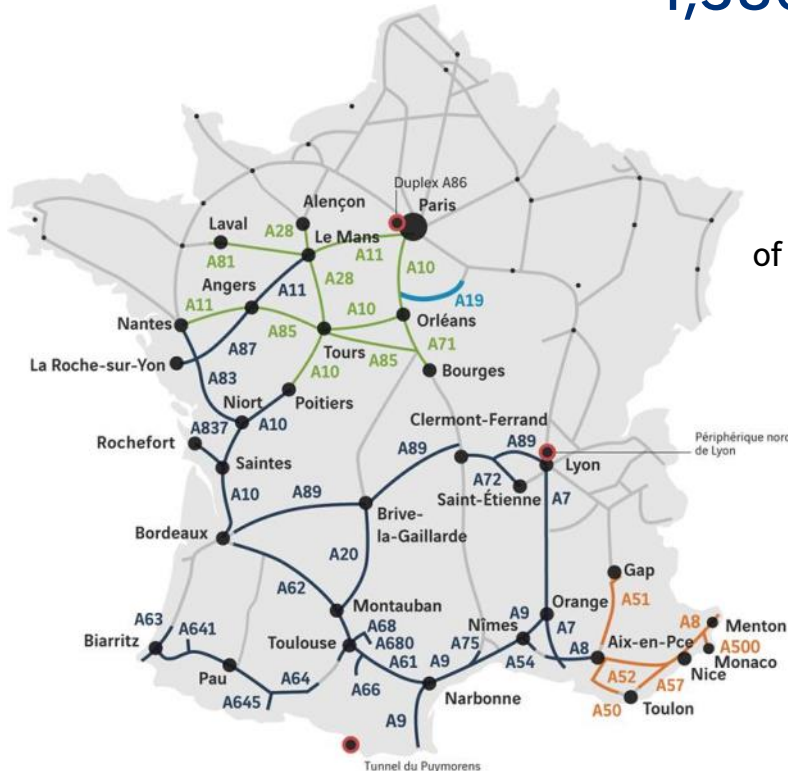 of
Duplex A86
Paris
Alençon
Laval
A28
Le Mans
A11
A81
A10
A28
A11
Angers
A19
A11
A10
Nantes
Orléans
A85
A71
A87
Tours
A85
La Roche-sur-Yon
A10
Bourges
A83
Poitiers
Niort
Clermont-Ferrand
A837
A10
Périphérique nord
de Lyon
Rochefort
A89
A89
Saintes
Lyon
A72
A10
A89
Saint-Étienne
A7
Brive-
la-Gaillarde
Bordeaux
A20
A62
Gap
A51
Montauban
A9
Orange
A63
A68
Nîmes
A8
Menton
A641
A7
Biarritz
Toulouse
A680
A75
Aix-en-Pce
A500
A61
A9
A54
A8
Monaco
Nice
Pau
A64
A66
A52
A57
A645
Narbonne
A50
Toulon
A9
Tunnel du Puymorens